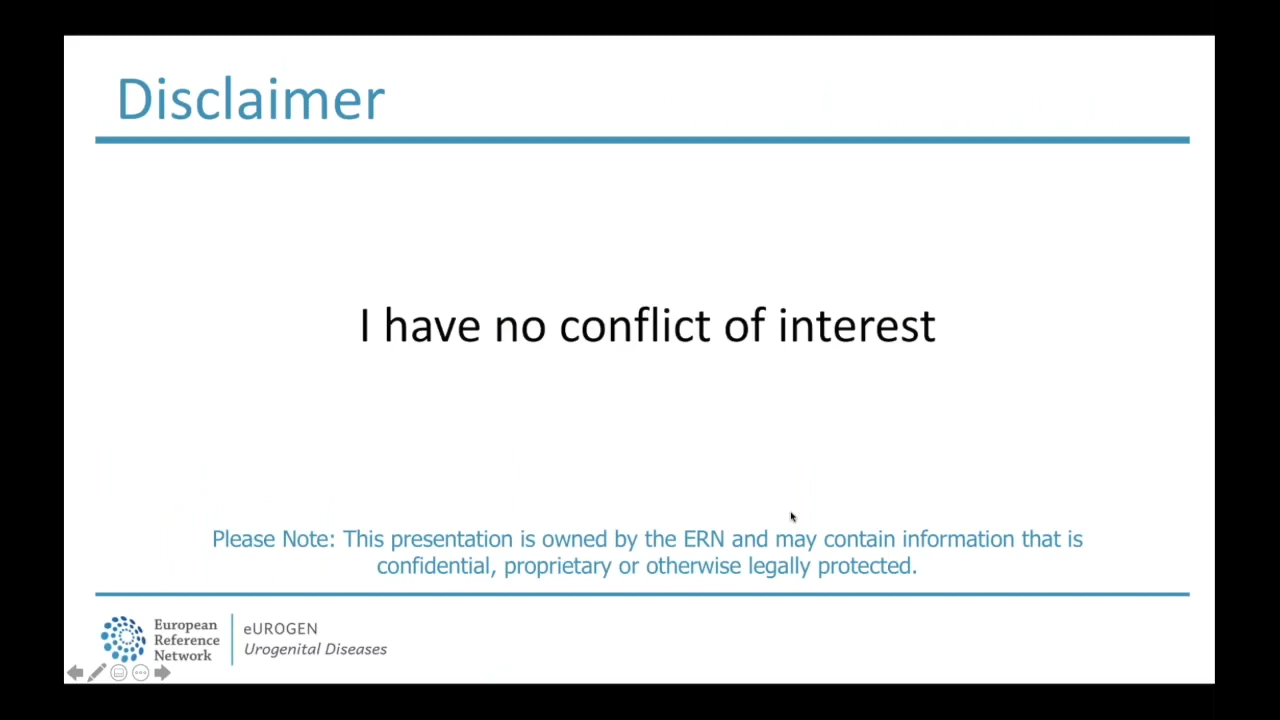 Disclaimer
I have no conflict of interest
Please Note: This presentation is owned by the ERN and may contain information that is
confidential, proprietary or otherwise legally protected.
European
Reference
Network
eUROGEN
Urogenital Diseases